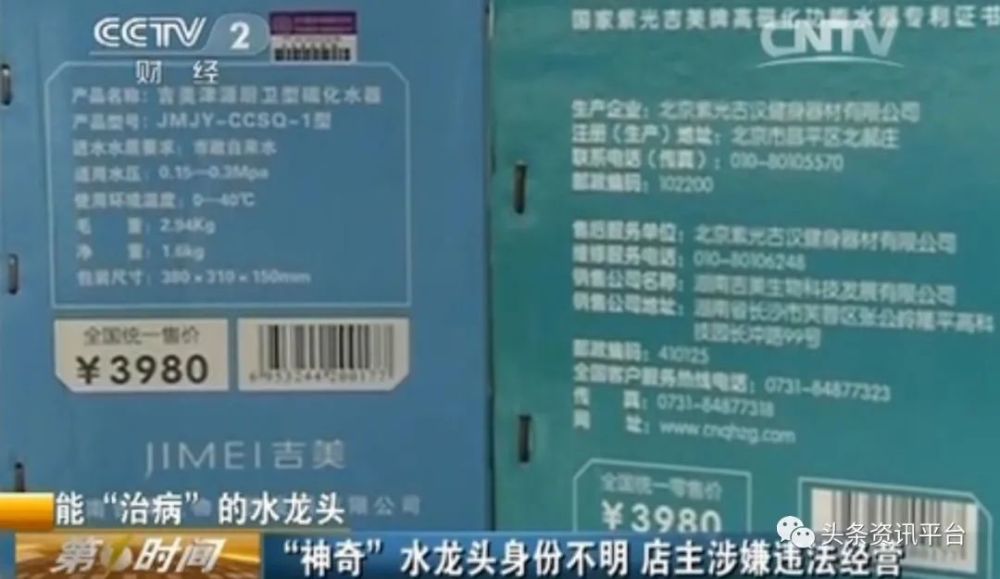 CCTV 2
财经
产品名称：吉美津源厨卫型磁化水器
产品型号：JMJY-CCSQ-1型
进水水质要求：市政自来水
适用水压：0.15—0.3Mpa
使用环境温度：0—40℃
毛 重：2.94Kg
净 重：1.6kg
包装尺寸：380×310×150mm
全国统一售价
¥3980
6953244200177
JIMEI吉美
公司
国家紫光吉美牌高磁化功能水器专利证书
CNTV
生产企业：北京紫光古汉健身器材有限公司
注册（生产）地址：北京市昌平区北郝庄
联系电话（传真）：010-80105570
邮政编码：102200
售后服务单位：北京紫光古汉健身器材有限公司
维修服务电话：010-80106248
销售公司名称：湖南吉美生物科技发展有限公司
销售公司地址：湖南省长沙市芙蓉区张公岭隆平高科
技园长冲路99号
邮政编码：410125
全国客户服务热线电话：0731-84877323
传 真：0731-84877318
网 址：www.cnqhzg.com
全国统一零售价
¥3980
能“治病”的水龙头
头条资讯平台
第1时间
“神奇”水龙头身份不明 店主涉嫌违法经营